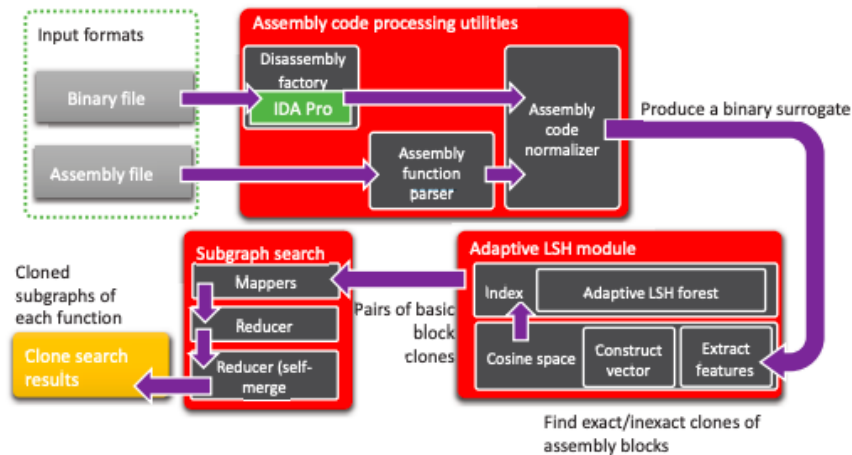 Input formats
Binary file
Assembly file
Assembly code processing utilities
Disassembly
factory
IDA Pro
Assembly
function
parser
Assembly
code
normalizer
Produce a binary surrogate
Adaptive LSH module
Index
Adaptive LSH forest
Cosine space
Construct
vector
Extract
features
Find exact/inexact clones of
assembly blocks
Pairs of basic
block
clones
Subgraph search
Mappers
Reducer
Reducer (self-
merge
Cloned
subgraphs of
each function
Clone search
results